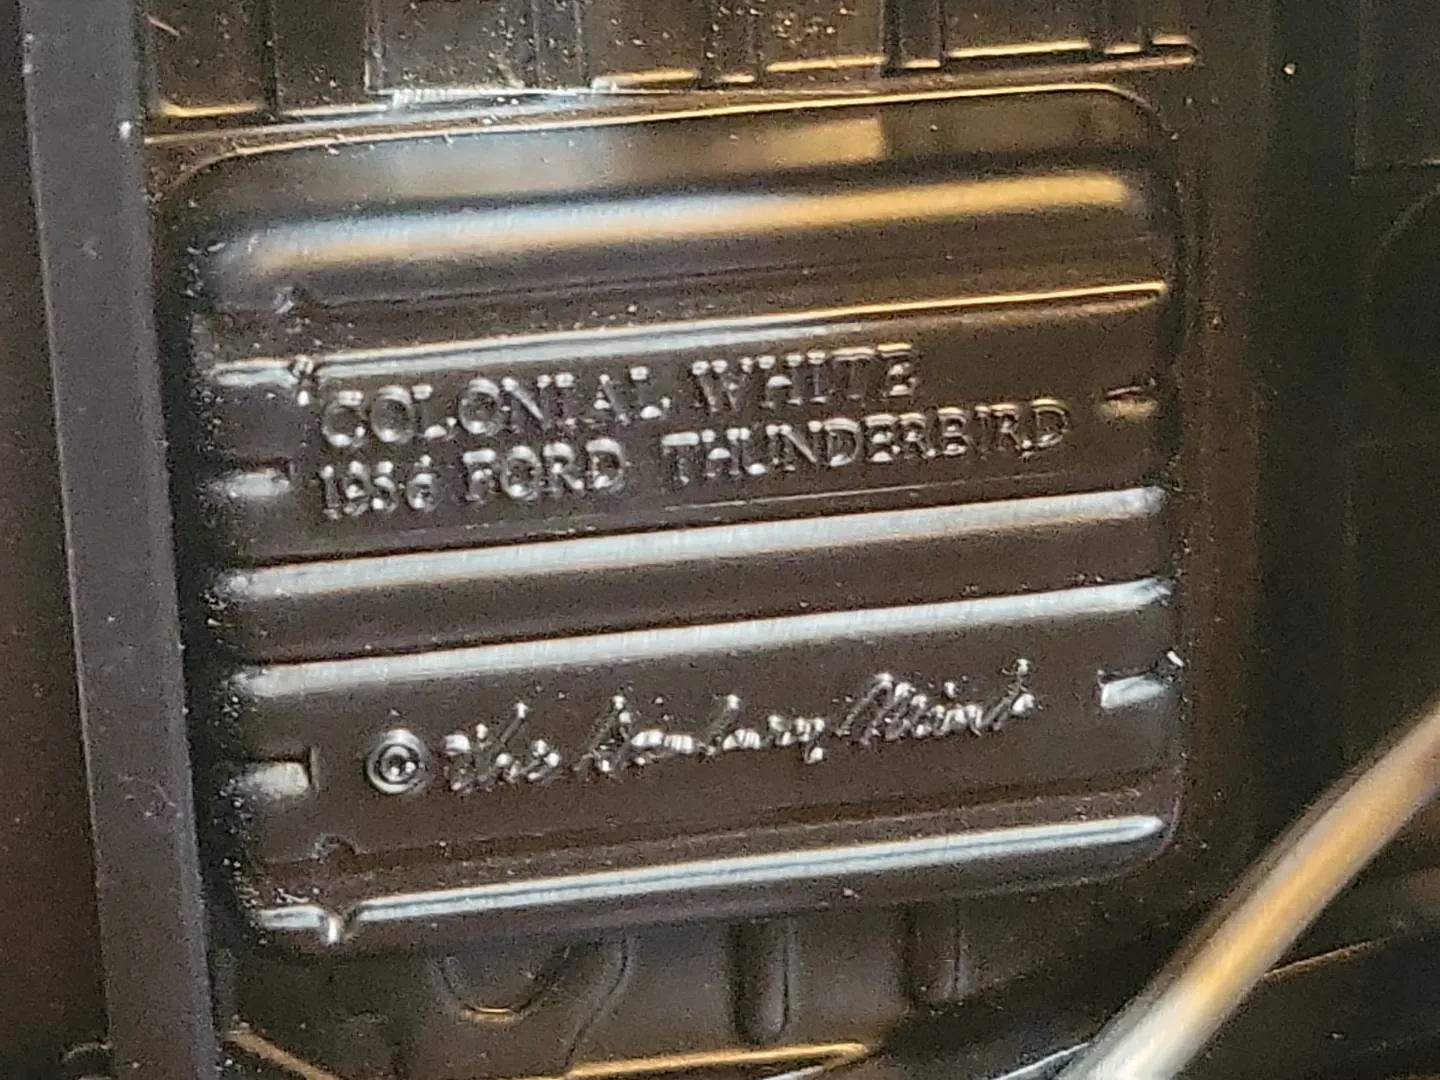 COLONIAL WHITE
1956 FORD THUNDERBIRD
© The Danbury Mint